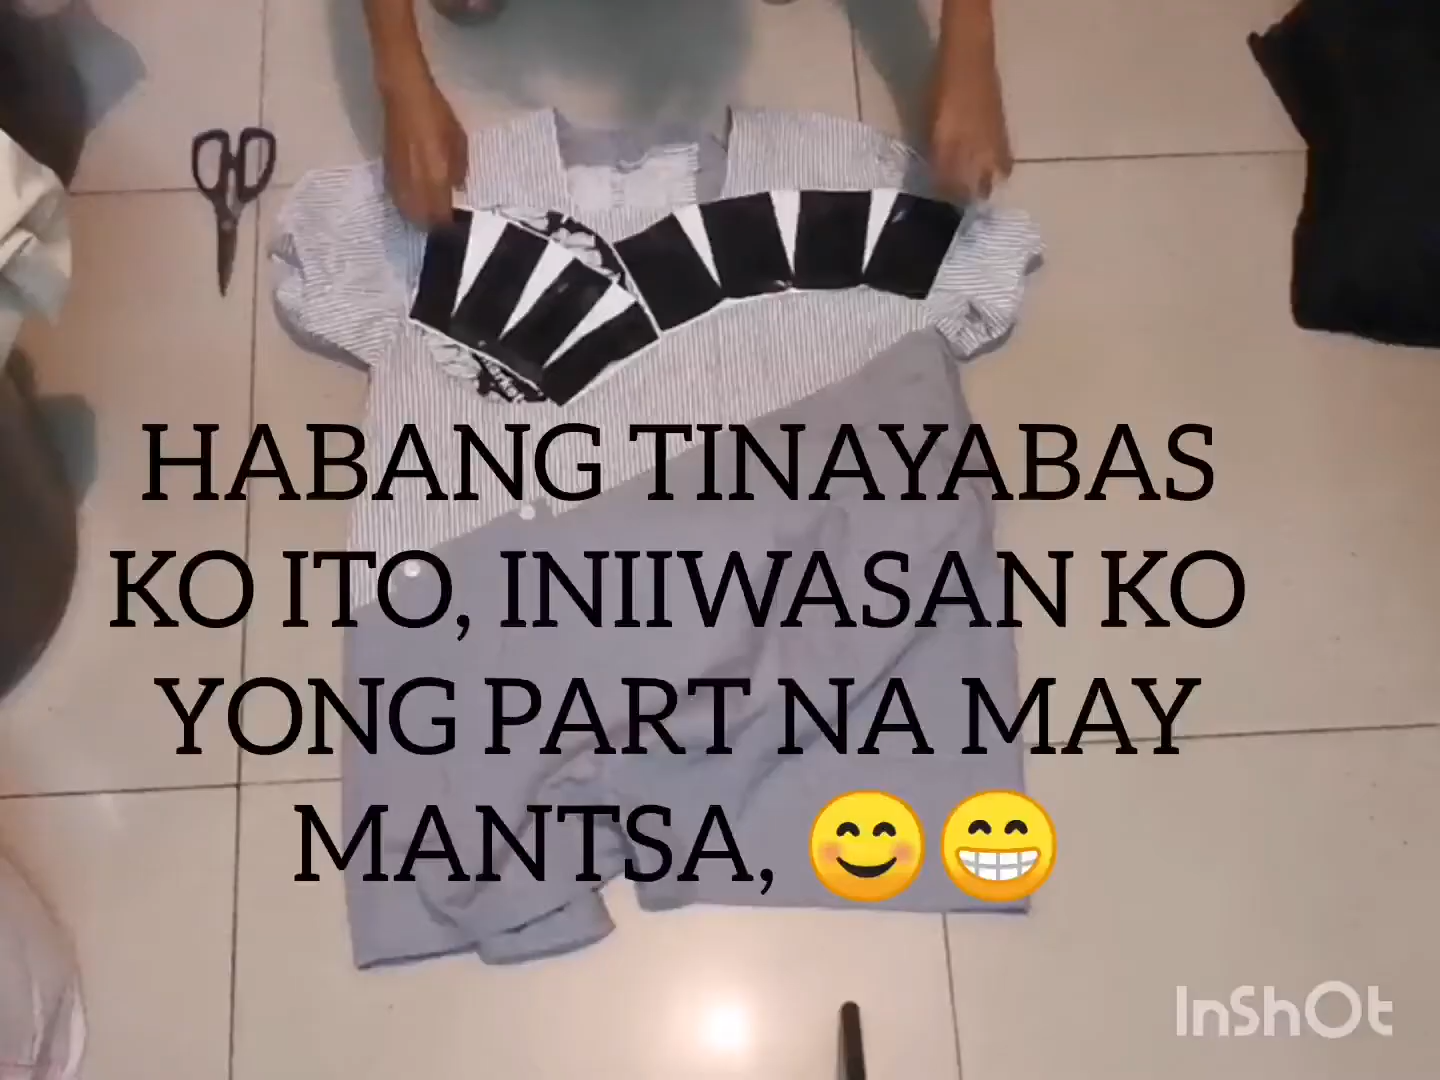 HABANG TINAYABAS
KO ITO, INIIWASAN KO
YONG PART NA MAY
MANTSA, 😊😁
InShOt